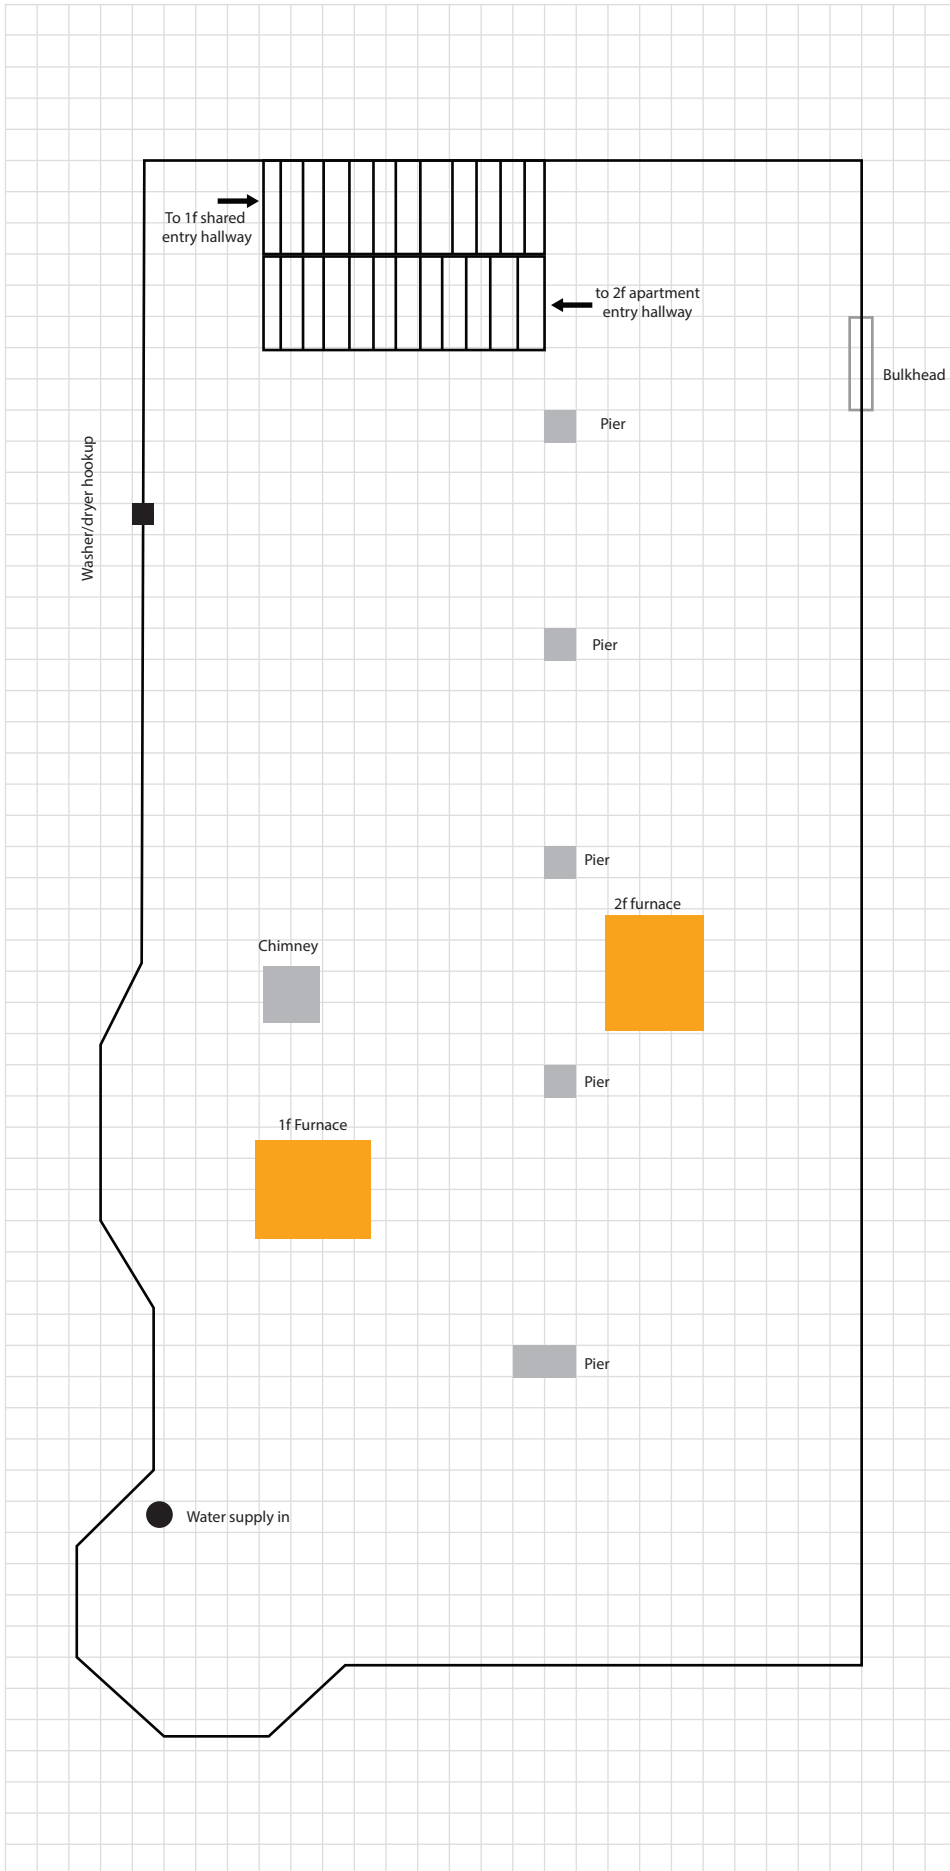 To 1f shared
entry hallway
to 2f apartment
entry hallway
Bulkhead
Pier
Washer/dryer hookup
Pier
Pier
2f furnace
Chimney
Pier
1f Furnace
Pier
Water supply in